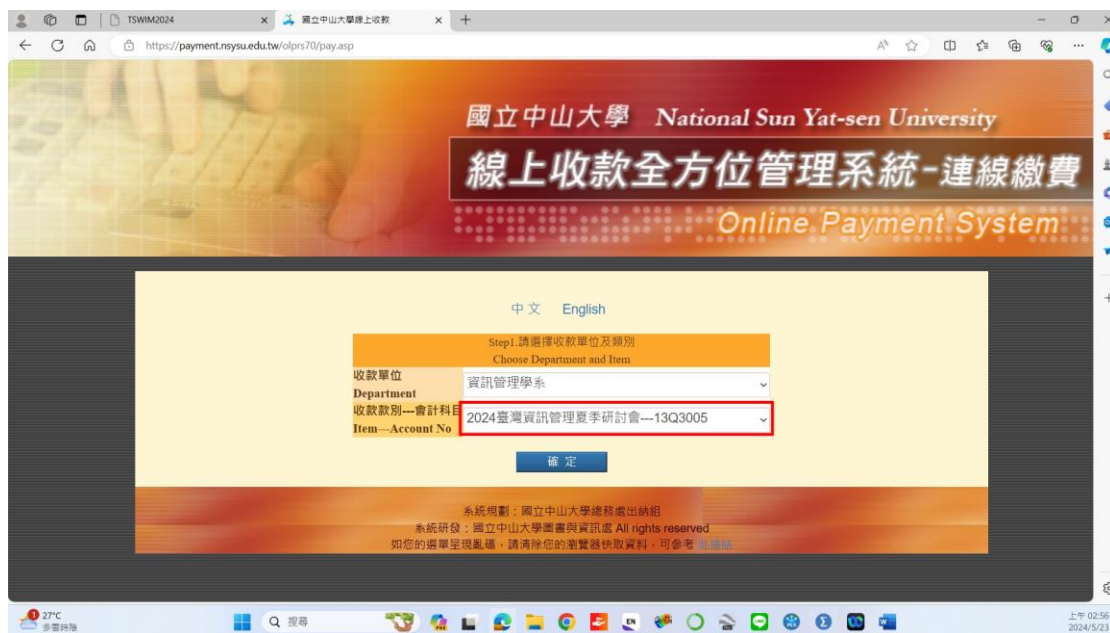 TSWIM2024
國立中山大學線上收款
https://payment.nsysu.edu.tw/olprs70/pay.asp
國立中山大學 National Sun Yat-sen University
線上收款全方位管理系統-連線繳費
Online Payment System
中文 English
Step1.請選擇收款單位及類別
Choose Department and Item
收款單位
Department
資訊管理學系
收款款別---會計科目
Item---Account No
2024臺灣資訊管理夏季研討會---13Q3005
確定
系統規劃：國立中山大學總務處出納組
系統研發：國立中山大學圖書與資訊處 All rights reserved
如您的選單呈現亂碼，請清除您的瀏覽器快取資料，可參考 此連結
27°C
多雲時陰
搜尋
上午 02:56
2024/5/23